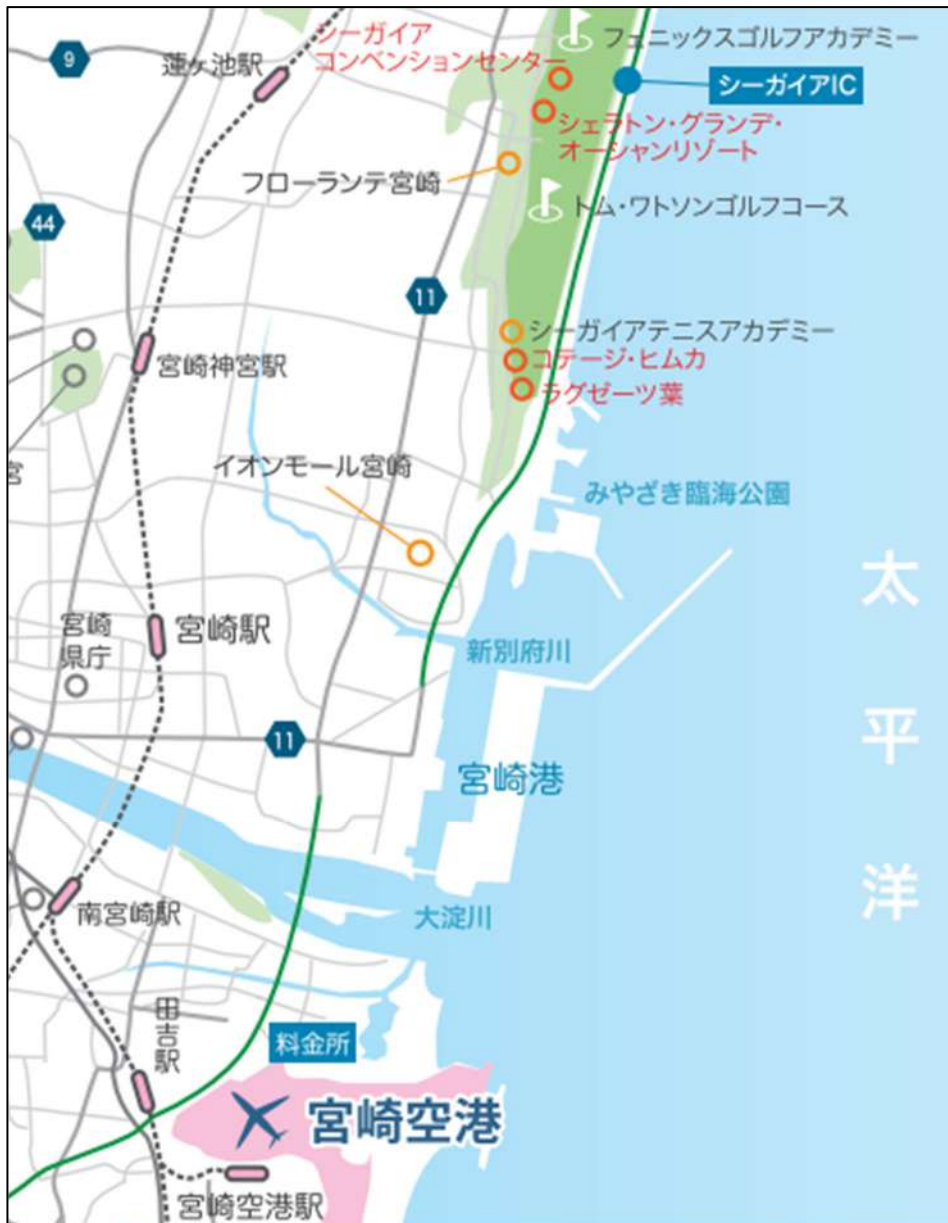 シーガイア
コンベンションセンター
フェニックスゴルフアカデミー
9
蓮ヶ池駅
シーガイアIC
シェラトン・グランデ・
オーシャンリゾート
フローランテ宮崎
トム・ワトソンゴルフコース
44
11
シーガイアテニスアカデミー
宮崎神宮駅
コテージ・ヒムカ
ラグゼーツ葉
イオンモール宮崎
宮
みやざき臨海公園
太平洋
宮崎
県庁
宮崎駅
新別府川
11
宮崎港
南宮崎駅
大淀川
田吉駅
料金所
宮崎空港
宮崎空港駅